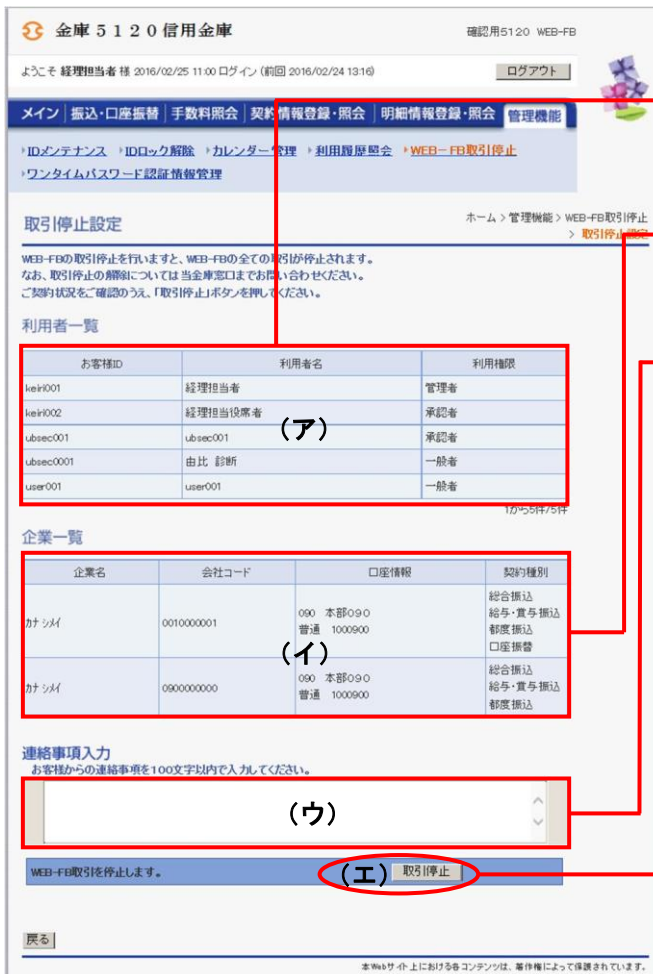 金庫5120信用金庫
確認用5120 WEB-FB
ようこそ 経理担当者 様 2016/02/25 11:00 ログイン (前回 2016/02/24 13:16)
ログアウト
メイン 振込・口座振替 手数料照会 契約情報登録・照会 明細情報登録・照会 管理機能
IDメンテナンス IDロック解除 カレンダー管理 利用履歴照会 WEB-FB取引停止
ワンタイムパスワード認証情報管理
取引停止設定
ホーム > 管理機能 > WEB-FB取引停止
> 取引停止設定
WEB-FBの取引停止を行いますと、WEB-FBの全ての取引が停止されます。
なお、取引停止の解除については当金庫窓口までお問い合わせください。
ご契約状況をご確認のうえ、「取引停止」ボタンを押してください。
利用者一覧
お客様ID 利用者名 利用権限
keiri001 経理担当者 管理者
keiri002 経理担当役席者 承認者
(ア)
ubsec001 ubsec001 承認者
ubsec0001 由比 診断 一般者
user001 user001 一般者
1から5件/5件
企業一覧
企業名 会社コード 口座情報 契約種別
カナシメイ 0010000001 090 本部090
普通 1000900
総合振込
給与・賞与振込
都度振込
口座振替
(イ)
カナシメイ 0900000000 090 本部090
普通 1000900
総合振込
給与・賞与振込
都度振込
連絡事項入力
お客様からの連絡事項を100文字以内で入力してください。
(ウ)
WEB-FB取引を停止します。 (エ) 取引停止
戻る
本Webサイト上における各コンテンツは、著作権によって保護されています。